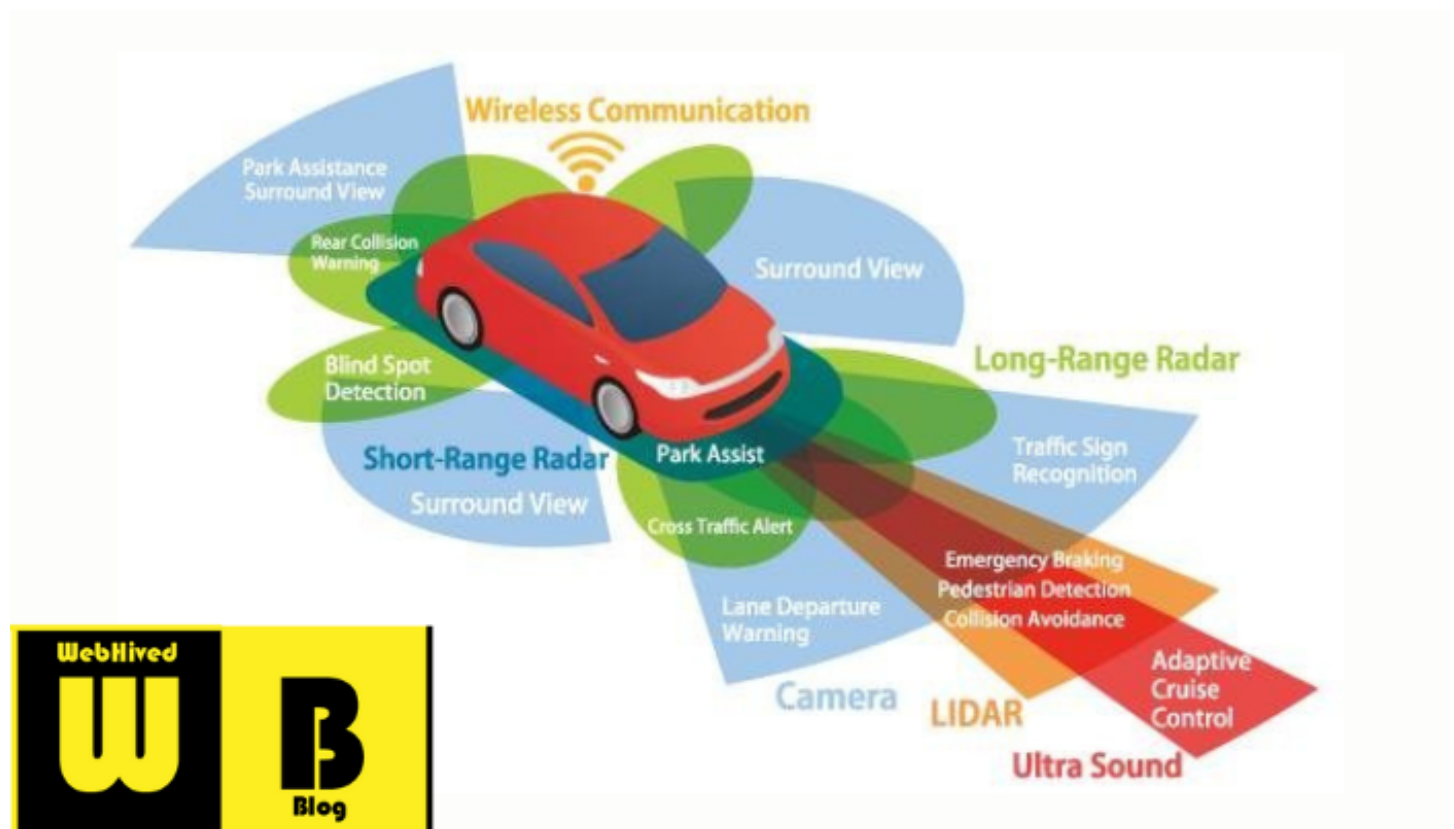 Wireless Communication
Park Assistance
Surround View
Rear Collision
Warning
Surround View
Blind Spot
Detection
Long-Range Radar
Short-Range Radar
Park Assist
Traffic Sign
Recognition
Surround View
Cross Traffic Alert
Emergency Braking
Pedestrian Detection
Collision Avoidance
Lane Departure
Warning
Adaptive
Cruise
Control
Camera
LIDAR
Ultra Sound
WebHived
W
B
Blog